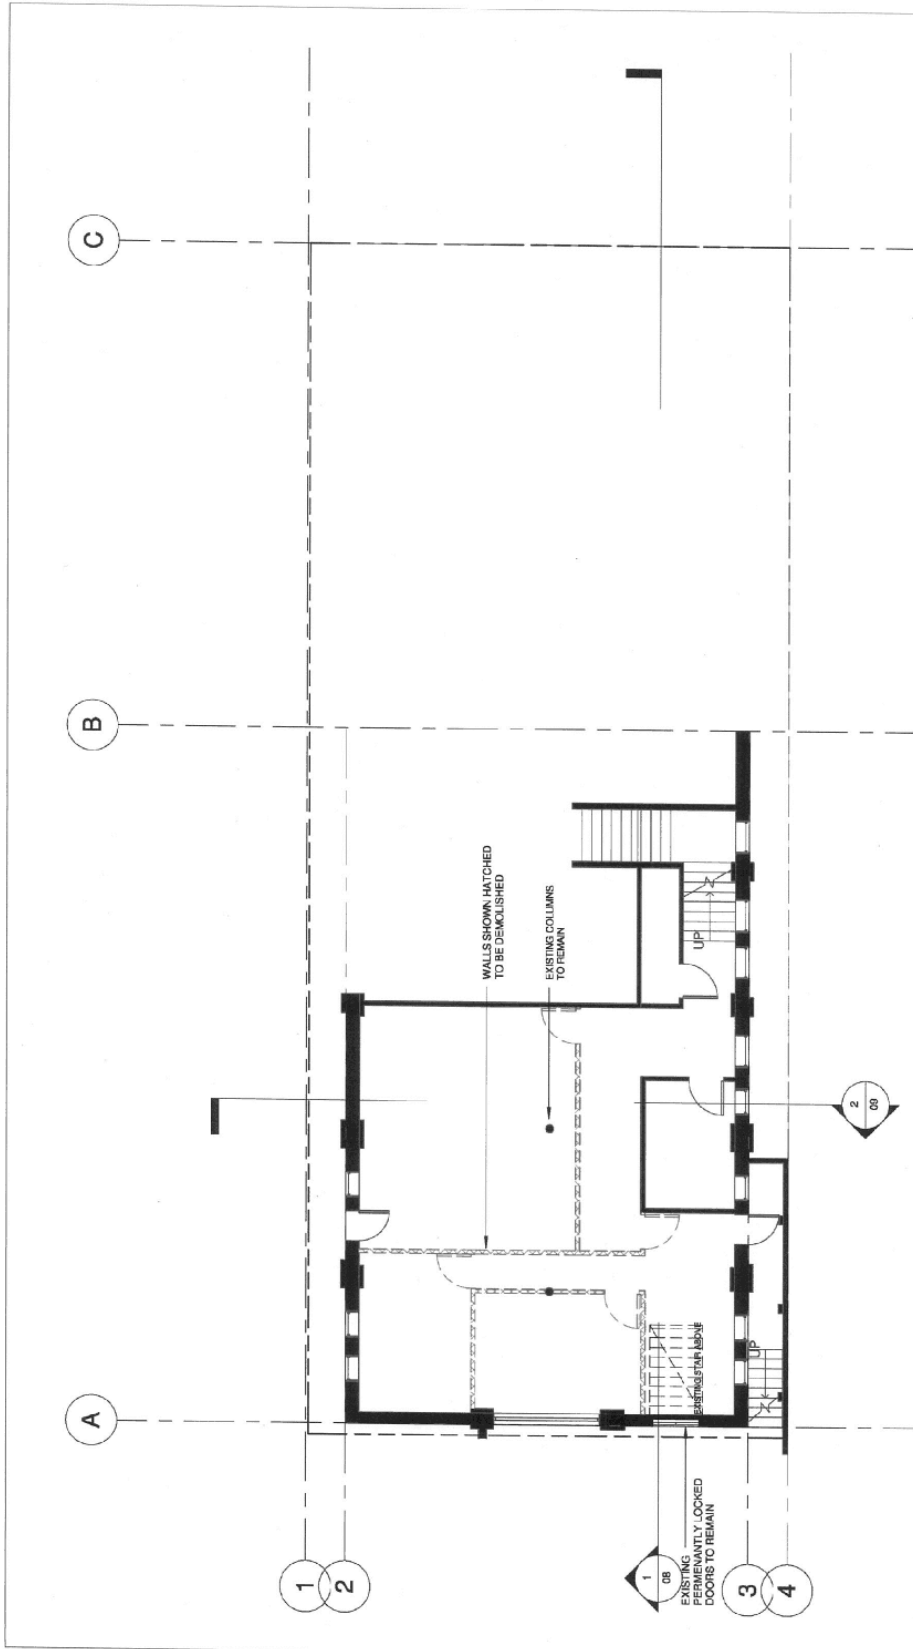 C
B
A
WALLS SHOWN HATCHED
TO BE DEMOLISHED
EXISTING COLUMNS
TO REMAIN
UP
2
09
EXISTING STAIR ABOVE
UP
1
08
EXISTING
PERMENANTLY LOCKED
DOORS TO REMAIN
1
2
3
4